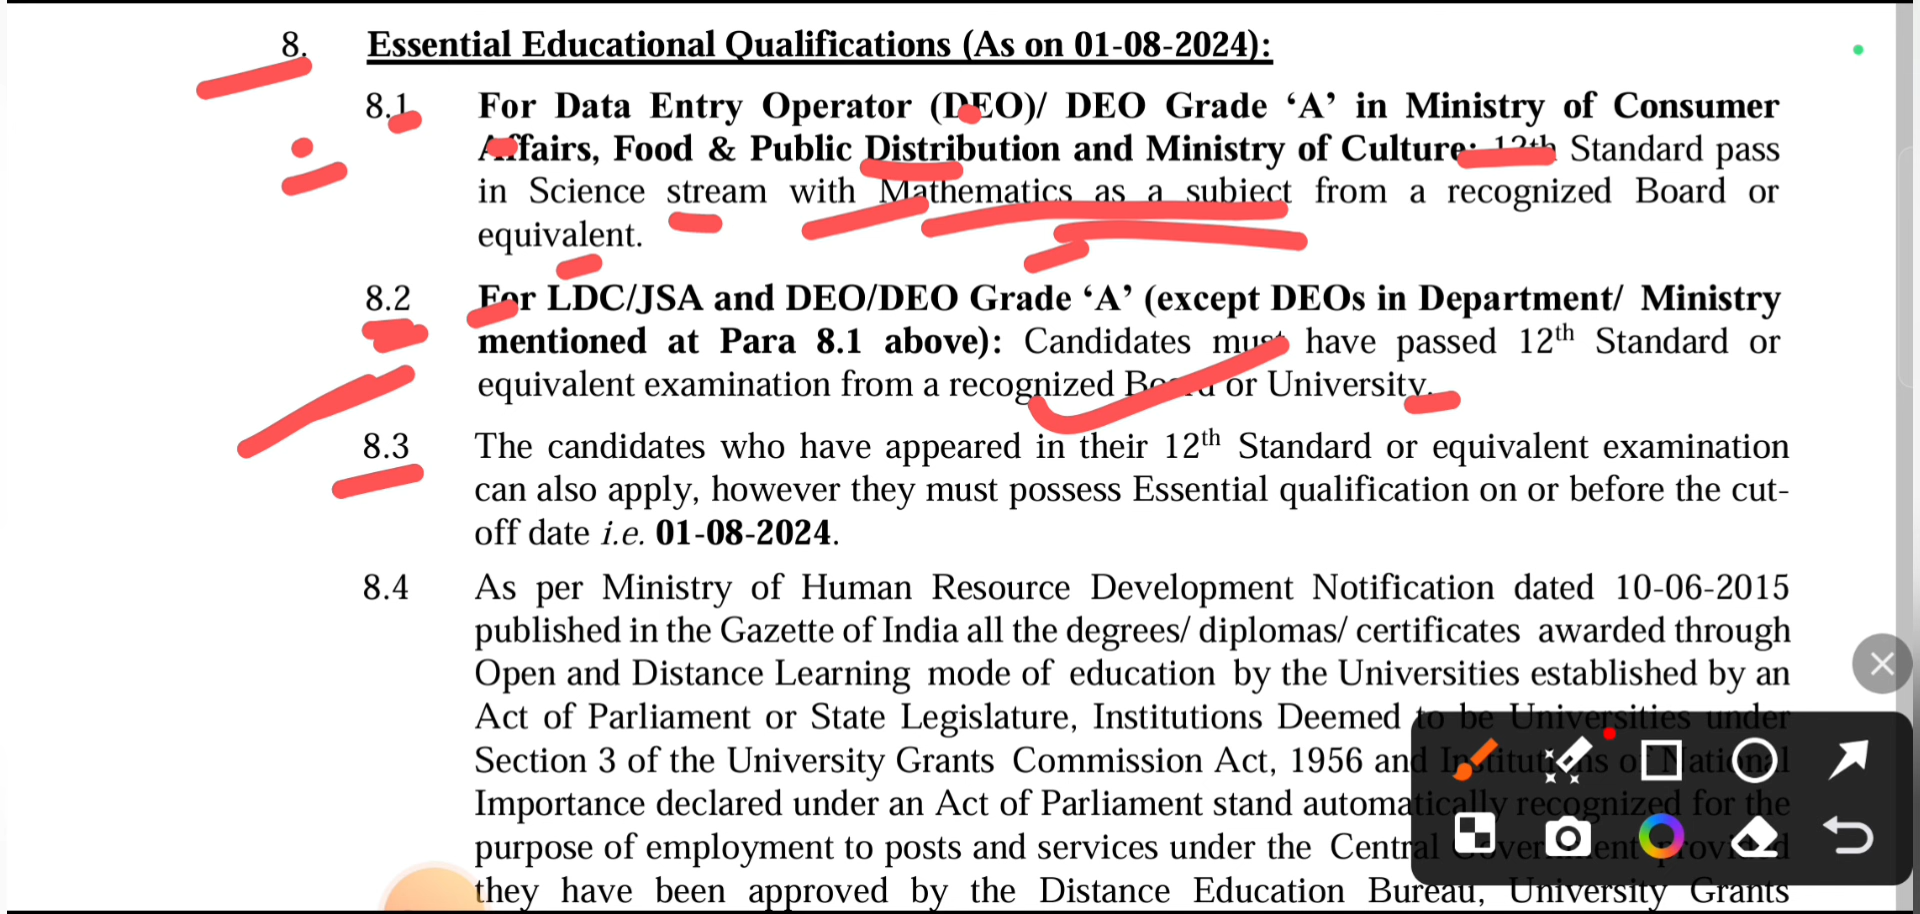 8. Essential Educational Qualifications (As on 01-08-2024):
8.1 For Data Entry Operator (DEO)/ DEO Grade ‘A’ in Ministry of Consumer
Affairs, Food & Public Distribution and Ministry of Culture: 12th Standard pass
in Science stream with Mathematics as a subject from a recognized Board or
equivalent.
8.2 For LDC/JSA and DEO/DEO Grade ‘A’ (except DEOs in Department/ Ministry
mentioned at Para 8.1 above): Candidates must have passed 12th Standard or
equivalent examination from a recognized Board or University.
8.3 The candidates who have appeared in their 12th Standard or equivalent examination
can also apply, however they must possess Essential qualification on or before the cut-
off date i.e. 01-08-2024.
8.4 As per Ministry of Human Resource Development Notification dated 10-06-2015
published in the Gazette of India all the degrees/ diplomas/ certificates awarded through
Open and Distance Learning mode of education by the Universities established by an
Act of Parliament or State Legislature, Institutions Deemed to be Universities under
Section 3 of the University Grants Commission Act, 1956 and Institutions of National
Importance declared under an Act of Parliament stand automatically recognized for the
purpose of employment to posts and services under the Central Government provided
they have been approved by the Distance Education Bureau, University Grants